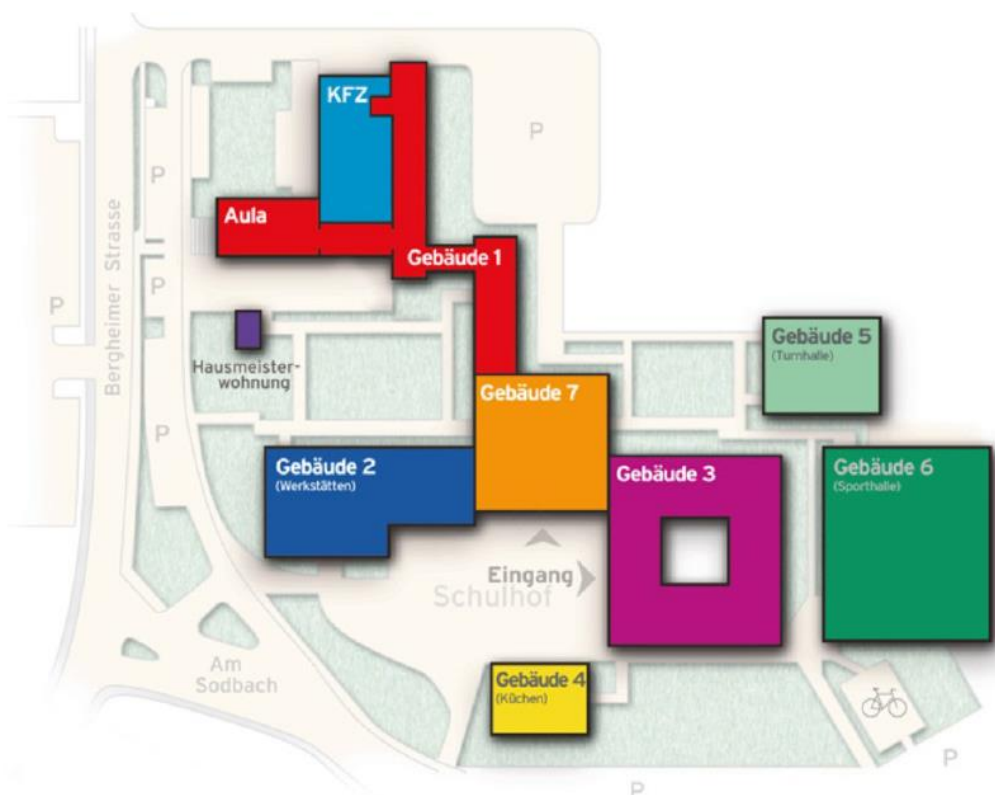 KFZ
P
P
Aula
Bergheimer Strasse
Gebäude 1
P
P
Hausmeister-
wohnung
Gebäude 5
(Turnhalle)
Gebäude 7
P
Gebäude 2
(Werkstätten)
Gebäude 3
Gebäude 6
(Sporthalle)
Eingang
Schulhof
Am
Sodbach
Gebäude 4
(Küchen)
P
P